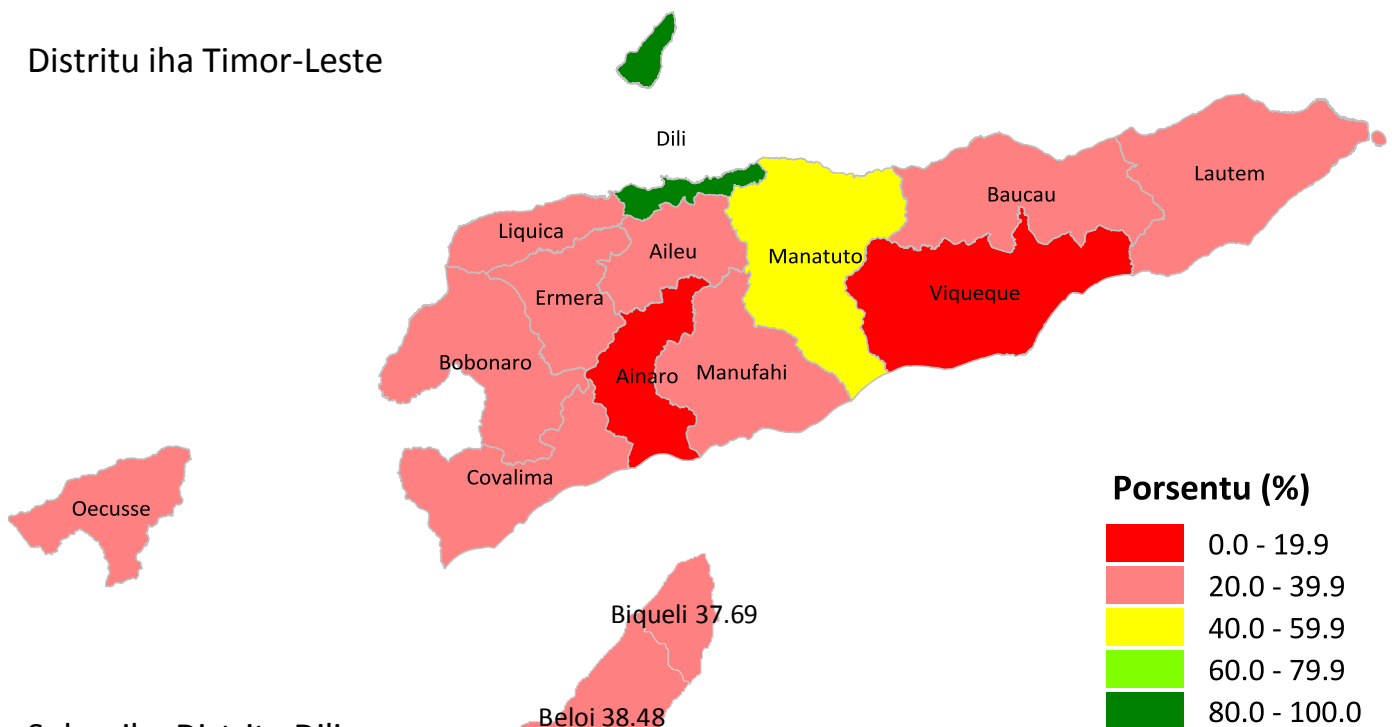 Distritu iha Timor-Leste
Dili
Lautem
Baucau
Liquica
Aileu
Manatuto
Ermera
Viqueque
Bobonaro
Ainaro
Manufahi
Covalima
Oecusse
Porsentu (%)
0.0 - 19.9
20.0 - 39.9
40.0 - 59.9
60.0 - 79.9
80.0 - 100.0
Biqueli 37.69
Beloi 38.48